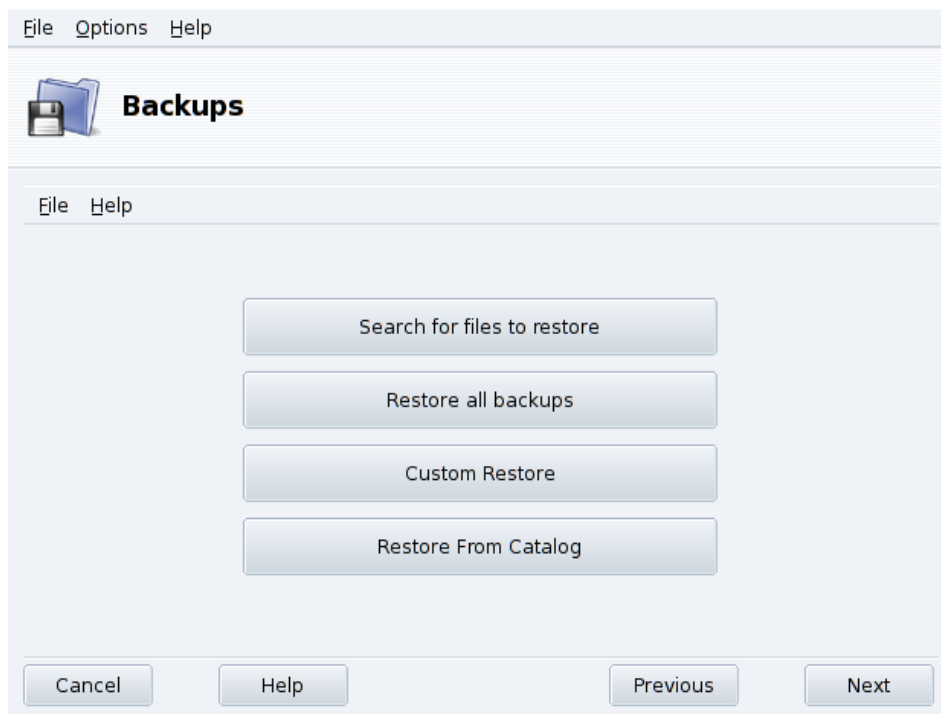 File Options Help
Backups
File Help
Search for files to restore
Restore all backups
Custom Restore
Restore From Catalog
Cancel Help Previous Next